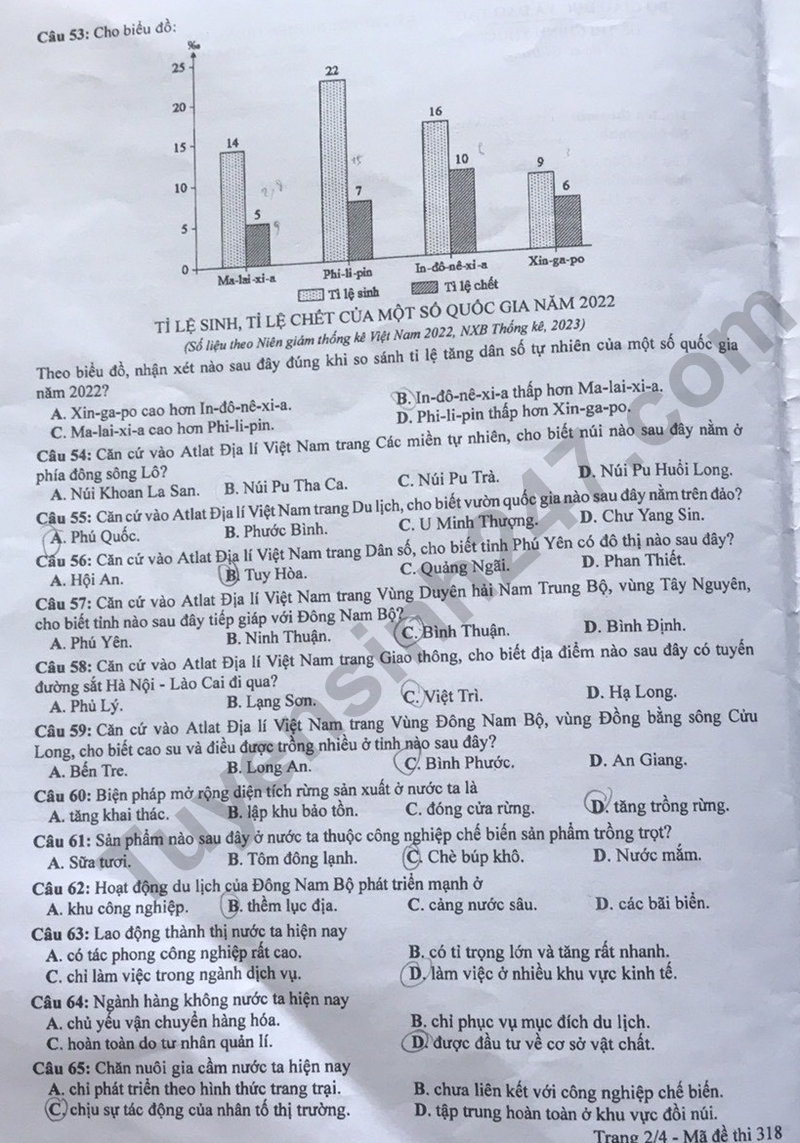 Câu 53: Cho biểu đồ:
‰
25
20
15
10
5
0
14
5
22
7
16
10
9
6
Ma-lai-xi-a
Phi-li-pin
In-đô-nê-xi-a
Xin-ga-po
Tỉ lệ sinh
Tỉ lệ chết
TỈ LỆ SINH, TỈ LỆ CHẾT CỦA MỘT SỐ QUỐC GIA NĂM 2022
(Số liệu theo Niên giám thống kê Việt Nam 2022, NXB Thống kê, 2023)
Theo biểu đồ, nhận xét nào sau đây đúng khi so sánh tỉ lệ tăng dân số tự nhiên của một số quốc gia
năm 2022?
A. Xin-ga-po cao hơn In-đô-nê-xi-a. B. In-đô-nê-xi-a thấp hơn Ma-lai-xi-a.
C. Ma-lai-xi-a cao hơn Phi-li-pin. D. Phi-li-pin thấp hơn Xin-ga-po.
Câu 54: Căn cứ vào Atlat Địa lí Việt Nam trang Các miền tự nhiên, cho biết núi nào sau đây nằm ở
phía đông sông Lô?
A. Núi Khoan La San. B. Núi Pu Tha Ca. C. Núi Pu Trà. D. Núi Pu Huổi Long.
Câu 55: Căn cứ vào Atlat Địa lí Việt Nam trang Du lịch, cho biết vườn quốc gia nào sau đây nằm trên đảo?
A. Phú Quốc. B. Phước Bình. C. U Minh Thượng. D. Chư Yang Sin.
Câu 56: Căn cứ vào Atlat Địa lí Việt Nam trang Dân số, cho biết tỉnh Phú Yên có đô thị nào sau đây?
A. Hội An. B. Tuy Hòa. C. Quảng Ngãi. D. Phan Thiết.
Câu 57: Căn cứ vào Atlat Địa lí Việt Nam trang Vùng Duyên hải Nam Trung Bộ, vùng Tây Nguyên,
cho biết tỉnh nào sau đây tiếp giáp với Đông Nam Bộ?
A. Phú Yên. B. Ninh Thuận. C. Bình Thuận. D. Bình Định.
Câu 58: Căn cứ vào Atlat Địa lí Việt Nam trang Giao thông, cho biết địa điểm nào sau đây có tuyến
đường sắt Hà Nội - Lào Cai đi qua?
A. Phủ Lý. B. Lạng Sơn. C. Việt Trì. D. Hạ Long.
Câu 59: Căn cứ vào Atlat Địa lí Việt Nam trang Vùng Đông Nam Bộ, vùng Đồng bằng sông Cửu
Long, cho biết cao su và điều được trồng nhiều ở tỉnh nào sau đây?
A. Bến Tre. B. Long An. C. Bình Phước. D. An Giang.
Câu 60: Biện pháp mở rộng diện tích rừng sản xuất ở nước ta là
A. tăng khai thác. B. lập khu bảo tồn. C. đóng cửa rừng. D. tăng trồng rừng.
Câu 61: Sản phẩm nào sau đây ở nước ta thuộc công nghiệp chế biến sản phẩm trồng trọt?
A. Sữa tươi. B. Tôm đông lạnh. C. Chè búp khô. D. Nước mắm.
Câu 62: Hoạt động du lịch của Đông Nam Bộ phát triển mạnh ở
A. khu công nghiệp. B. thềm lục địa. C. cảng nước sâu. D. các bãi biển.
Câu 63: Lao động thành thị nước ta hiện nay
A. có tác phong công nghiệp rất cao. B. có tỉ trọng lớn và tăng rất nhanh.
C. chỉ làm việc trong ngành dịch vụ. D. làm việc ở nhiều khu vực kinh tế.
Câu 64: Ngành hàng không nước ta hiện nay
A. chủ yếu vận chuyển hàng hóa. B. chỉ phục vụ mục đích du lịch.
C. hoàn toàn do tư nhân quản lí. D. được đầu tư về cơ sở vật chất.
Câu 65: Chăn nuôi gia cầm nước ta hiện nay
A. chỉ phát triển theo hình thức trang trại. B. chưa liên kết với công nghiệp chế biến.
C. chịu sự tác động của nhân tố thị trường. D. tập trung hoàn toàn ở khu vực đồi núi.
Trang 2/4 - Mã đề thi 318
Tuyensinh247.com